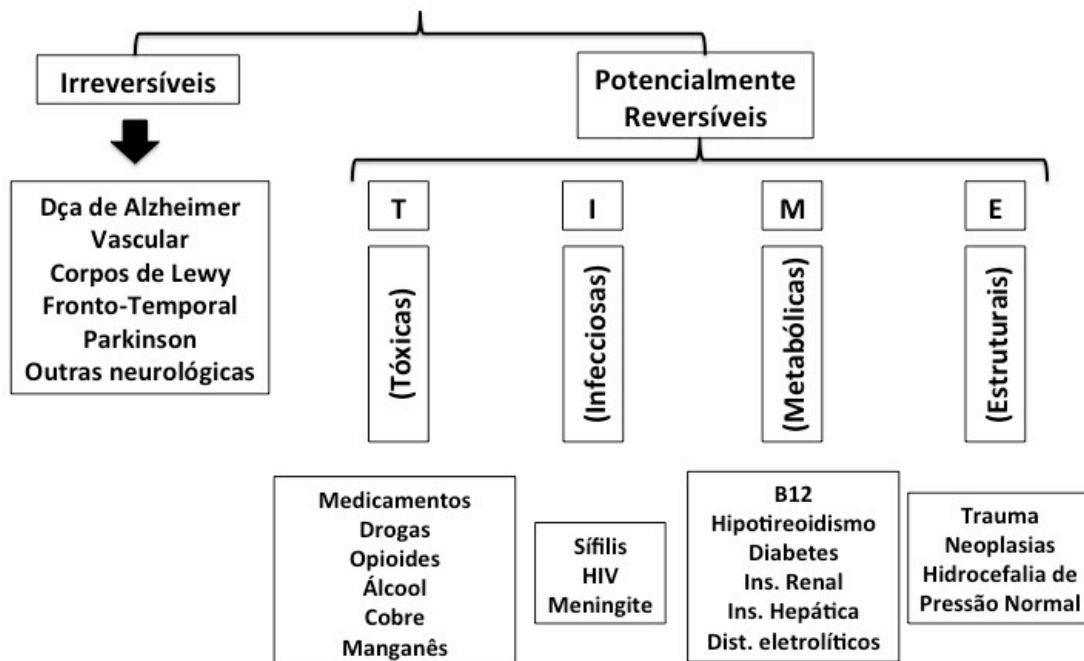 Irreversíveis
Potencialmente
Reversíveis
Dça de Alzheimer
Vascular
Corpos de Lewy
Fronto-Temporal
Parkinson
Outras neurológicas
T
I
M
E
(Tóxicas)
(Infecciosas)
(Metabólicas)
(Estruturais)
Medicamentos
Drogas
Opioides
Álcool
Cobre
Manganês
Sífilis
HIV
Meningite
B12
Hipotireoidismo
Diabetes
Ins. Renal
Ins. Hepática
Dist. eletrolíticos
Trauma
Neoplasias
Hidrocefalia de
Pressão Normal